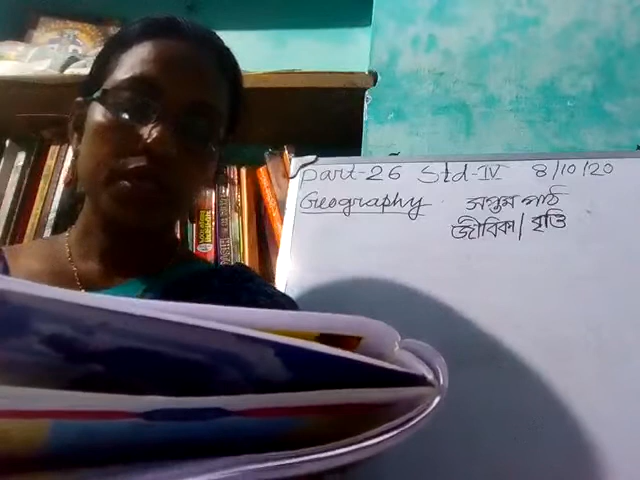 Part-26 Std-IV 8/10/20
Geography সপ্তম পাঠ
জীবিকা / বৃত্তি